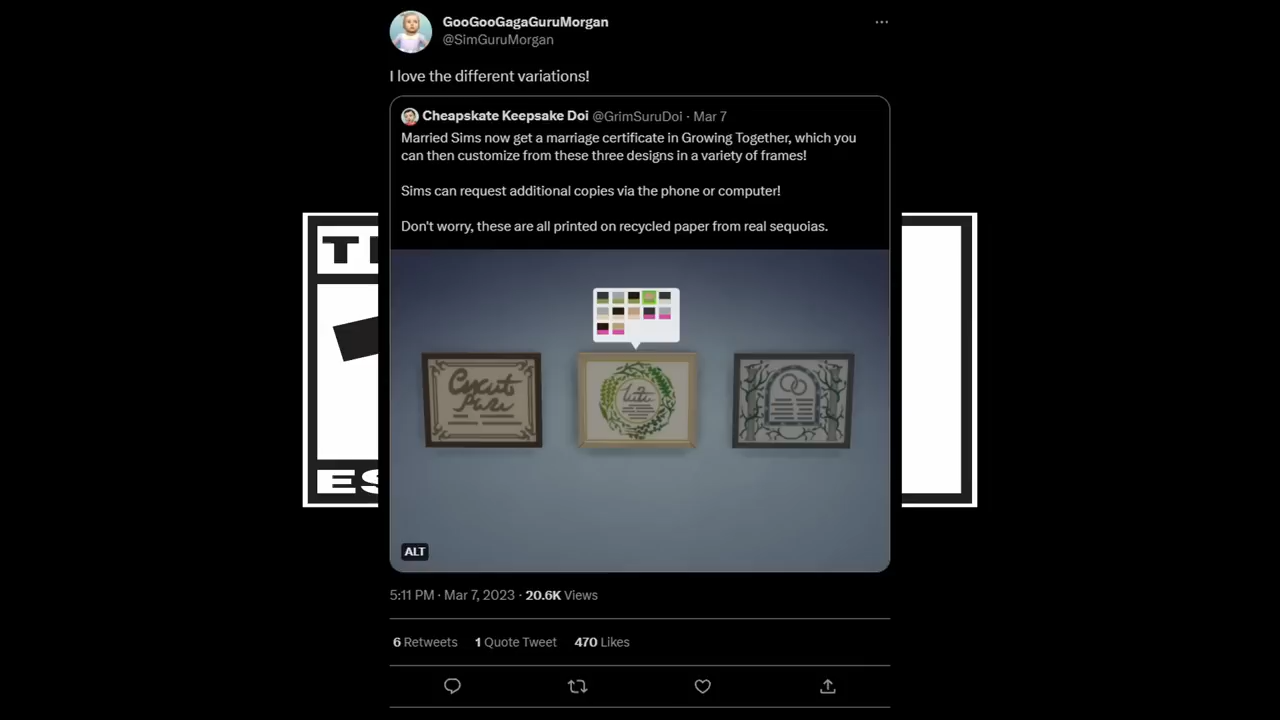 GooGooGagaGuruMorgan
@SimGuruMorgan
I love the different variations!
Cheapskate Keepsake Doi @GrimSuruDoi · Mar 7
Married Sims now get a marriage certificate in Growing Together, which you
can then customize from these three designs in a variety of frames!
Sims can request additional copies via the phone or computer!
Don't worry, these are all printed on recycled paper from real sequoias.
ALT
5:11 PM · Mar 7, 2023 · 20.6K Views
6 Retweets 1 Quote Tweet 470 Likes